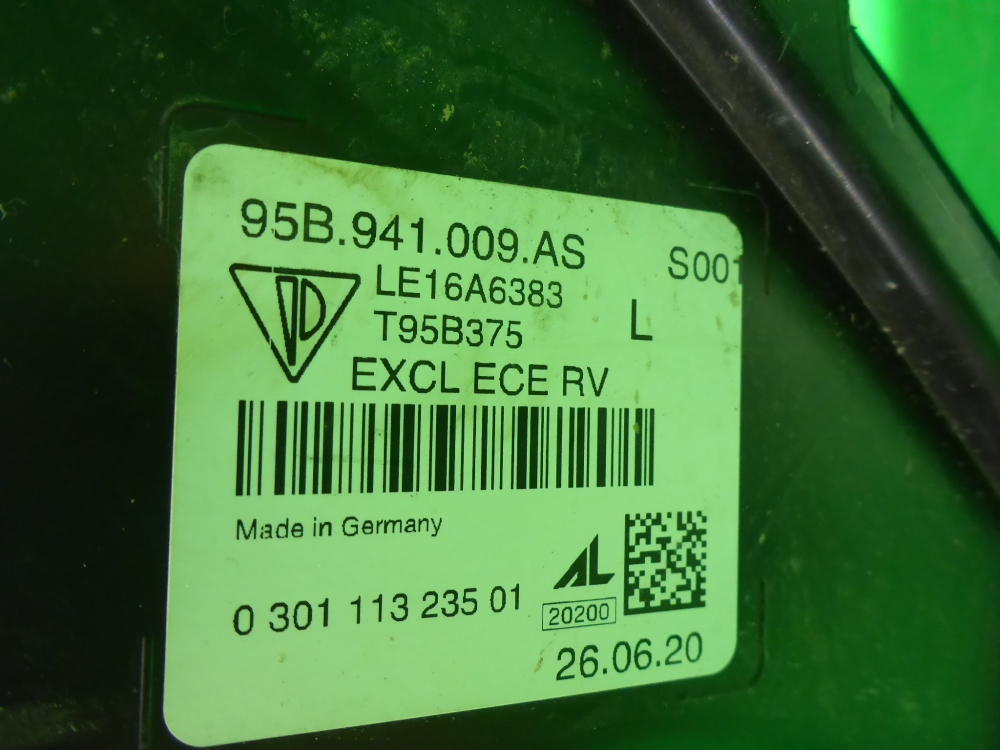 95B.941.009.AS
S001
LE16A6383
T95B375
L
EXCL ECE RV
Made in Germany
AL
0 301 113 235 01
20200
26.06.20